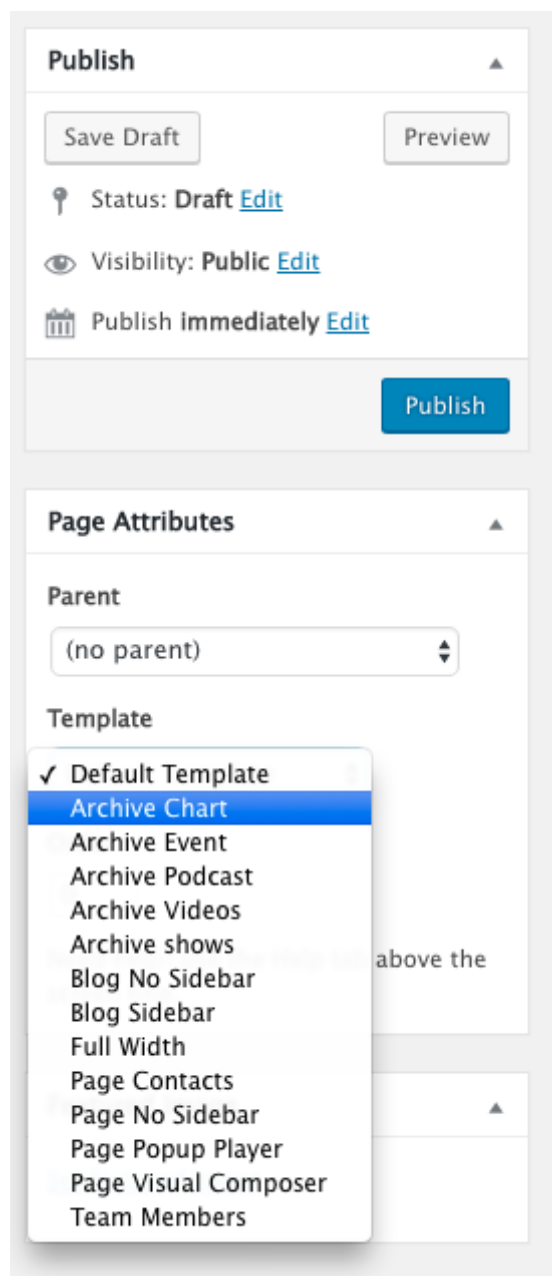 Publish
Save Draft Preview
Status: Draft Edit
Visibility: Public Edit
Publish immediately Edit
Publish
Page Attributes
Parent
(no parent)
Template
✓ Default Template
Archive Chart
Archive Event
Archive Podcast
Archive Videos
Archive shows
above the
Blog No Sidebar
Blog Sidebar
Full Width
Page Contacts
Page No Sidebar
Page Popup Player
Page Visual Composer
Team Members